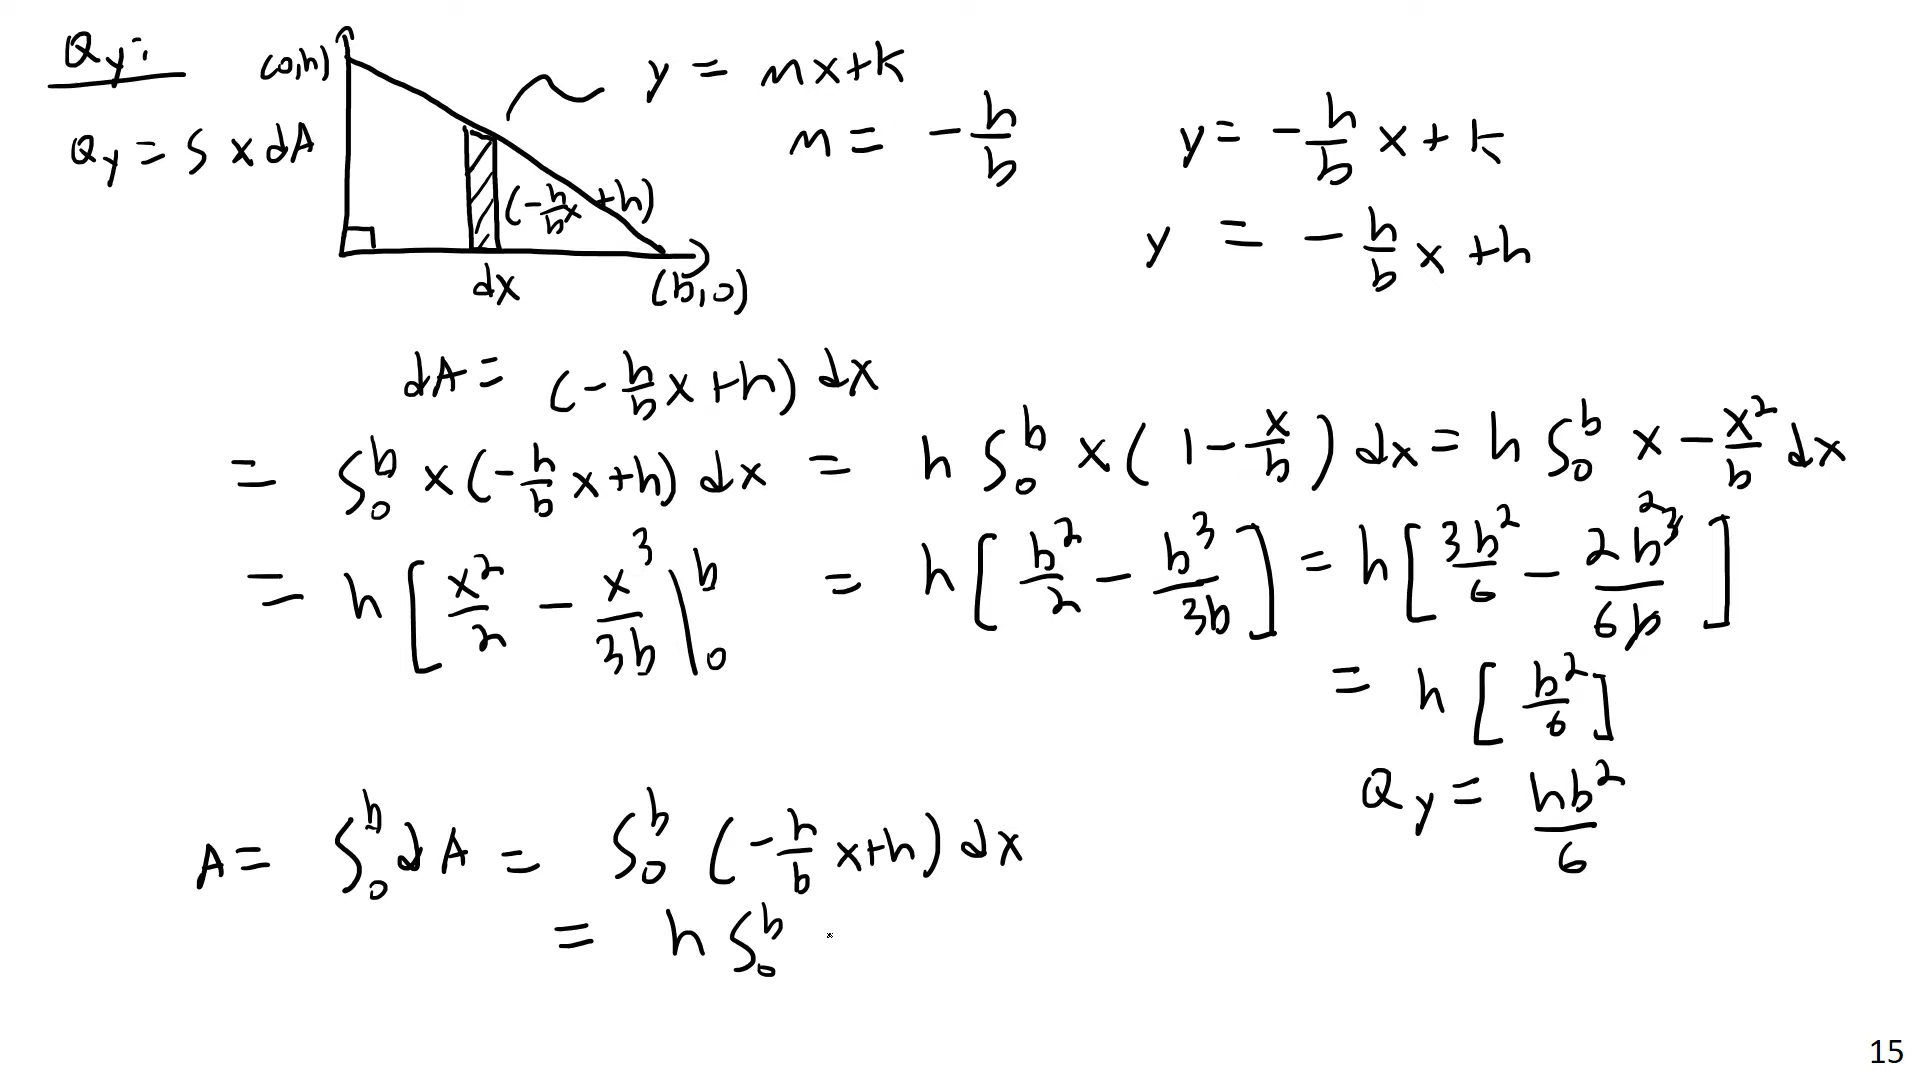 Qy:
(0,h)
y = mx+k
Qy = ∫ x dA
m = -h/b
y = -h/b x + k
(-h/b x +h)
y = -h/b x + h
dx
(b,0)
dA = (-h/b x + h) dx
= ∫₀ᵇ x(-h/b x + h) dx = h ∫₀ᵇ x(1 - x/b) dx = h ∫₀ᵇ x - x²/b dx
= h [x²/2 - x³/3b |₀ᵇ = h [b²/2 - b³/3b] = h [3b²/6 - 2b³²/6b]
= h [b²/6]
Qy = hb²/6
A = ∫₀ᵇ dA = ∫₀ᵇ (-h/b x + h) dx
= h ∫₀ᵇ
15